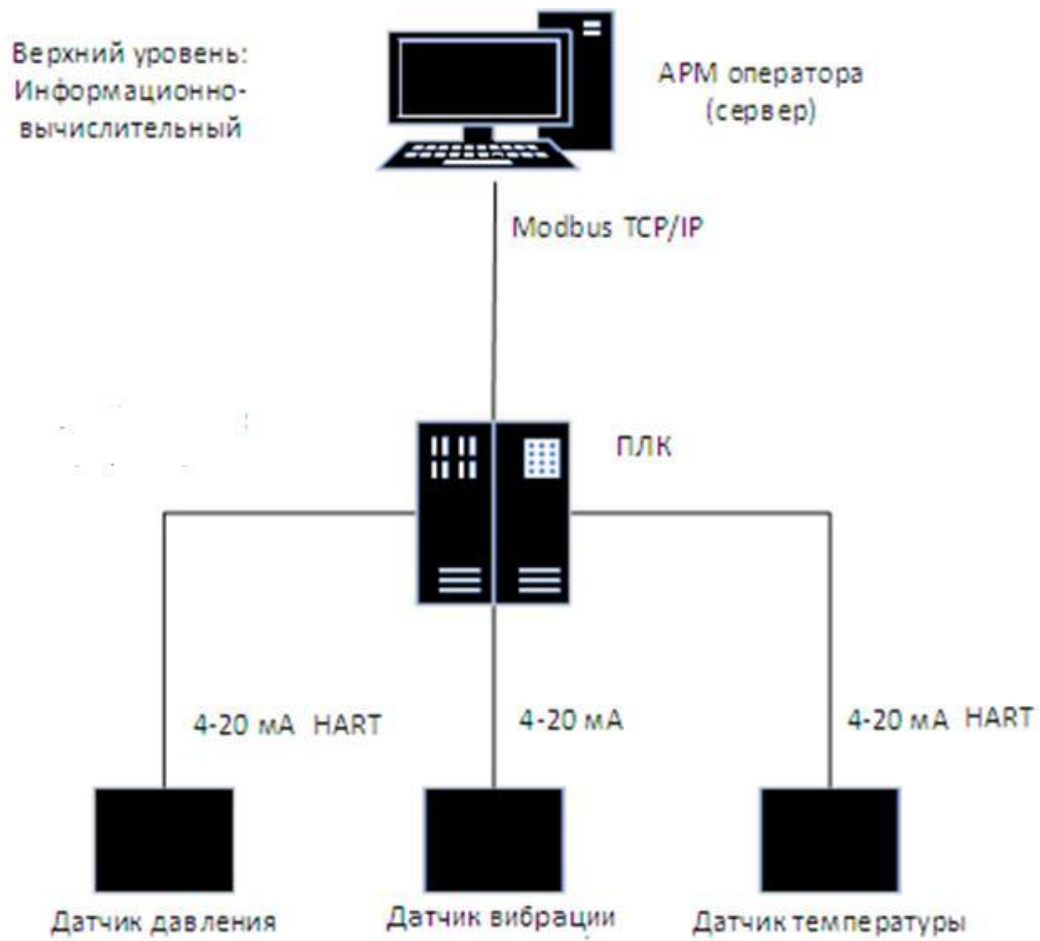 Верхний уровень:
Информационно-
вычислительный
АРМ оператора
(сервер)
Modbus TCP/IP
ПЛК
4-20 мА HART
4-20 мА
4-20 мА HART
Датчик давления
Датчик вибрации
Датчик температуры